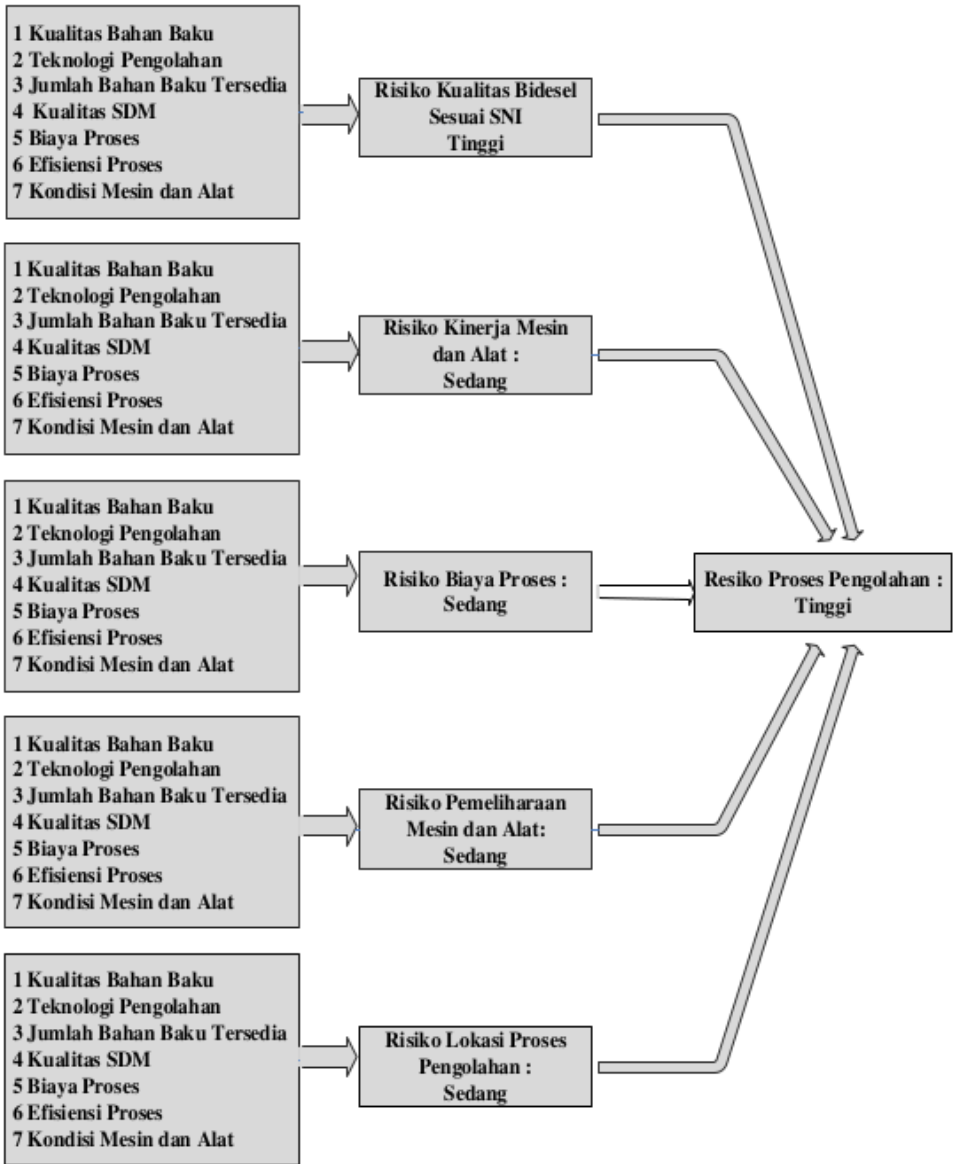 1 Kualitas Bahan Baku
2 Teknologi Pengolahan
3 Jumlah Bahan Baku Tersedia
4 Kualitas SDM
5 Biaya Proses
6 Efisiensi Proses
7 Kondisi Mesin dan Alat
Risiko Kualitas Bidesel
Sesuai SNI
Tinggi
1 Kualitas Bahan Baku
2 Teknologi Pengolahan
3 Jumlah Bahan Baku Tersedia
4 Kualitas SDM
5 Biaya Proses
6 Efisiensi Proses
7 Kondisi Mesin dan Alat
Risiko Kinerja Mesin
dan Alat :
Sedang
1 Kualitas Bahan Baku
2 Teknologi Pengolahan
3 Jumlah Bahan Baku Tersedia
4 Kualitas SDM
5 Biaya Proses
6 Efisiensi Proses
7 Kondisi Mesin dan Alat
Risiko Biaya Proses :
Sedang
Resiko Proses Pengolahan :
Tinggi
1 Kualitas Bahan Baku
2 Teknologi Pengolahan
3 Jumlah Bahan Baku Tersedia
4 Kualitas SDM
5 Biaya Proses
6 Efisiensi Proses
7 Kondisi Mesin dan Alat
Risiko Pemeliharaan
Mesin dan Alat:
Sedang
1 Kualitas Bahan Baku
2 Teknologi Pengolahan
3 Jumlah Bahan Baku Tersedia
4 Kualitas SDM
5 Biaya Proses
6 Efisiensi Proses
7 Kondisi Mesin dan Alat
Risiko Lokasi Proses
Pengolahan :
Sedang